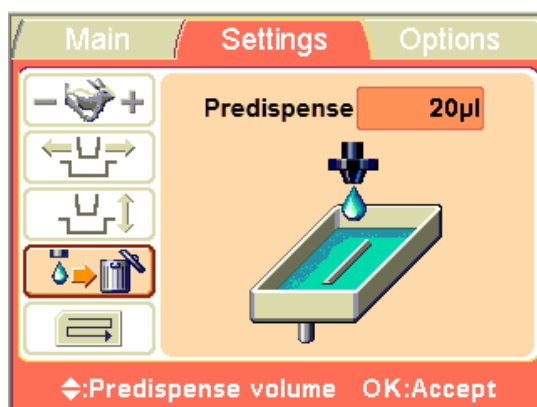 Main Settings Options
Predispense 20µl
:Predispense volume OK:Accept